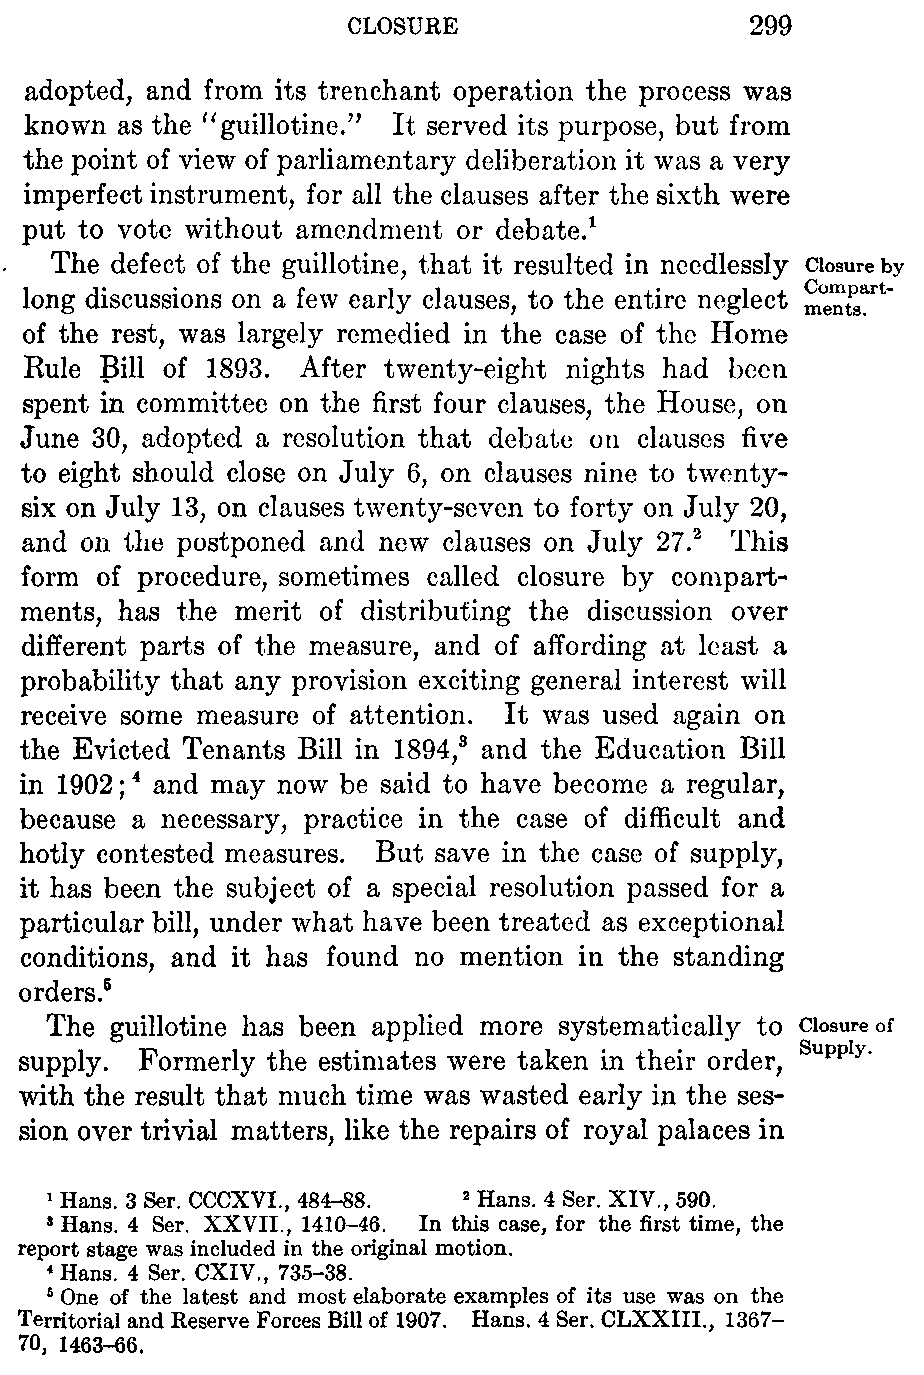 CLOSURE 299
adopted, and from its trenchant operation the process was
known as the "guillotine." It served its purpose, but from
the point of view of parliamentary deliberation it was a very
imperfect instrument, for all the clauses after the sixth were
put to vote without amendment or debate.¹
The defect of the guillotine, that it resulted in needlessly
long discussions on a few early clauses, to the entire neglect
of the rest, was largely remedied in the case of the Home
Rule Bill of 1893. After twenty-eight nights had been
spent in committee on the first four clauses, the House, on
June 30, adopted a resolution that debate on clauses five
to eight should close on July 6, on clauses nine to twenty-
six on July 13, on clauses twenty-seven to forty on July 20,
and on the postponed and new clauses on July 27.² This
form of procedure, sometimes called closure by compart-
ments, has the merit of distributing the discussion over
different parts of the measure, and of affording at least a
probability that any provision exciting general interest will
receive some measure of attention. It was used again on
the Evicted Tenants Bill in 1894,³ and the Education Bill
in 1902;⁴ and may now be said to have become a regular,
because a necessary, practice in the case of difficult and
hotly contested measures. But save in the case of supply,
it has been the subject of a special resolution passed for a
particular bill, under what have been treated as exceptional
conditions, and it has found no mention in the standing
orders.⁵
Closure by
Compart-
ments.
The guillotine has been applied more systematically to
supply. Formerly the estimates were taken in their order,
with the result that much time was wasted early in the ses-
sion over trivial matters, like the repairs of royal palaces in
Closure of
Supply.
¹ Hans. 3 Ser. CCCXVI., 484–88. ² Hans. 4 Ser. XIV., 590.
³ Hans. 4 Ser. XXVII., 1410–46. In this case, for the first time, the
report stage was included in the original motion.
⁴ Hans. 4 Ser. CXIV., 735–38.
⁵ One of the latest and most elaborate examples of its use was on the
Territorial and Reserve Forces Bill of 1907. Hans. 4 Ser. CLXXIII., 1367–
70, 1463–66.